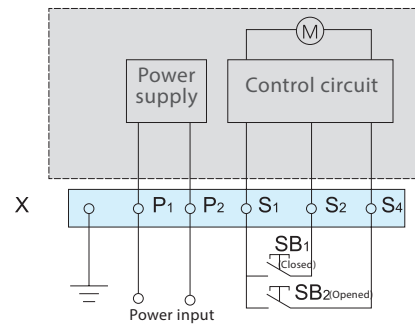 M
Power
supply
Control circuit
X P1 P2 S1 S2 S4
SB1
(Closed)
SB2(Opened)
Power input